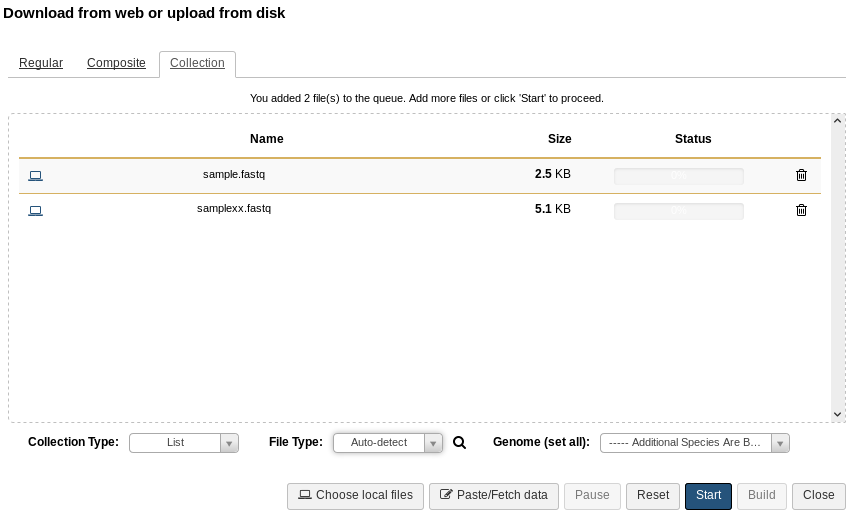 Download from web or upload from disk
Regular Composite Collection
You added 2 file(s) to the queue. Add more files or click 'Start' to proceed.
Name Size Status
sample.fastq 2.5 KB 0%
samplexx.fastq 5.1 KB 0%
Collection Type: List File Type: Auto-detect Genome (set all): ----- Additional Species Are B...
Choose local files Paste/Fetch data Pause Reset Start Build Close